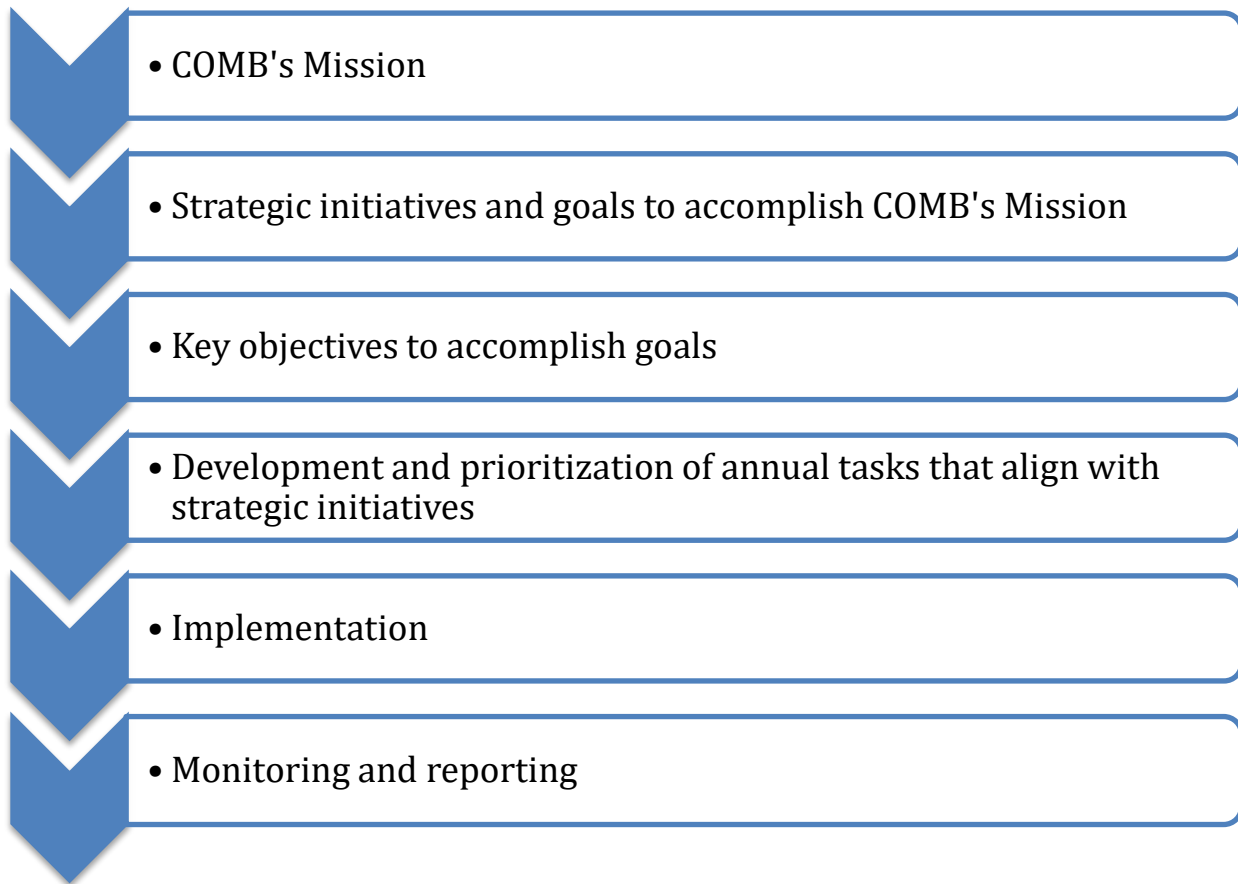 • COMB's Mission
• Strategic initiatives and goals to accomplish COMB's Mission
• Key objectives to accomplish goals
• Development and prioritization of annual tasks that align with
strategic initiatives
• Implementation
• Monitoring and reporting